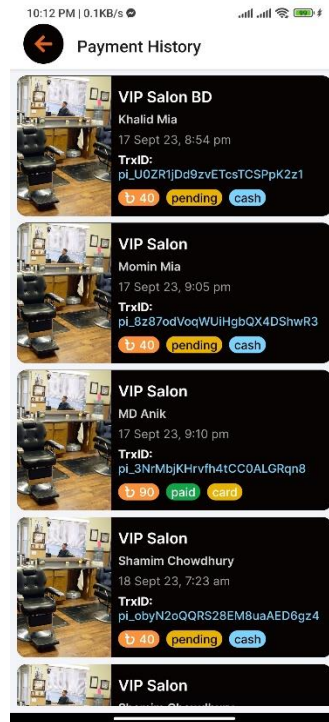 10:12 PM | 0.1KB/s
Payment History
VIP Salon BD
Khalid Mia
17 Sept 23, 8:54 pm
TrxID:
pi_U0ZR1jDd9zvETcsTCSPpK2z1
৳ 40 pending cash
VIP Salon
Momin Mia
17 Sept 23, 9:05 pm
TrxID:
pi_8z87odVoqWUiHgbQX4DShwR3
৳ 40 pending cash
VIP Salon
MD Anik
17 Sept 23, 9:10 pm
TrxID:
pi_3NrMbjKHrvfh4tCC0ALGRqn8
৳ 90 paid card
VIP Salon
Shamim Chowdhury
18 Sept 23, 7:23 am
TrxID:
pi_obyN2oQQRS28EM8uaAED6gz4
৳ 40 pending cash
VIP Salon